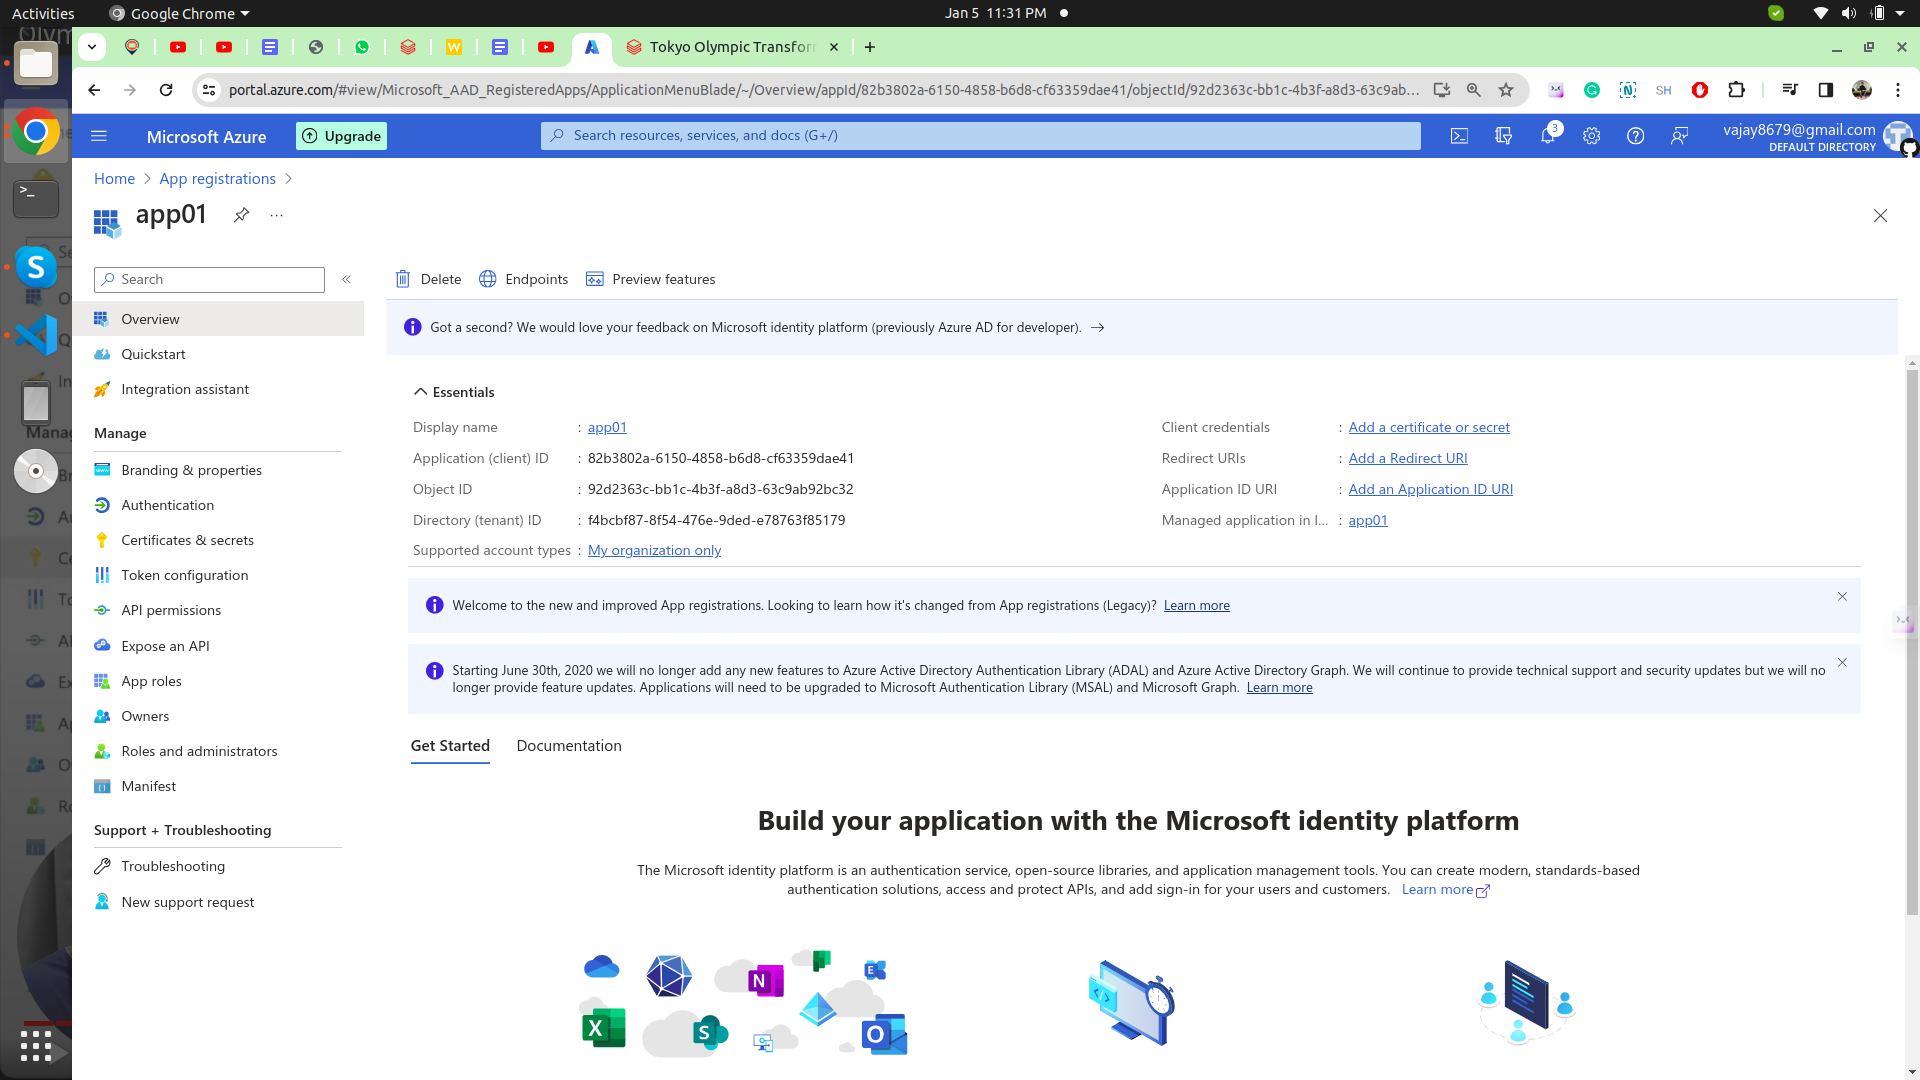 Activities
Google Chrome
Jan 5 11:31 PM
Tokyo Olympic Transform
portal.azure.com/#view/Microsoft_AAD_RegisteredApps/ApplicationMenuBlade/~/Overview/appId/82b3802a-6150-4858-b6d8-cf63359dae41/objectId/92d2363c-bb1c-4b3f-a8d3-63c9ab...
SH
Microsoft Azure
Upgrade
Search resources, services, and docs (G+/)
3
vajay8679@gmail.com
DEFAULT DIRECTORY
Home
App registrations
app01
Search
Delete
Endpoints
Preview features
Got a second? We would love your feedback on Microsoft identity platform (previously Azure AD for developer).
Overview
Quickstart
Integration assistant
Manage
Branding & properties
Authentication
Certificates & secrets
Token configuration
API permissions
Expose an API
App roles
Owners
Roles and administrators
Manifest
Support + Troubleshooting
Troubleshooting
New support request
Essentials
Display name : app01
Application (client) ID : 82b3802a-6150-4858-b6d8-cf63359dae41
Object ID : 92d2363c-bb1c-4b3f-a8d3-63c9ab92bc32
Directory (tenant) ID : f4bcbf87-8f54-476e-9ded-e78763f85179
Supported account types : My organization only
Client credentials : Add a certificate or secret
Redirect URIs : Add a Redirect URI
Application ID URI : Add an Application ID URI
Managed application in l... : app01
Welcome to the new and improved App registrations. Looking to learn how it's changed from App registrations (Legacy)? Learn more
Starting June 30th, 2020 we will no longer add any new features to Azure Active Directory Authentication Library (ADAL) and Azure Active Directory Graph. We will continue to provide technical support and security updates but we will no
longer provide feature updates. Applications will need to be upgraded to Microsoft Authentication Library (MSAL) and Microsoft Graph. Learn more
Get Started
Documentation
Build your application with the Microsoft identity platform
The Microsoft identity platform is an authentication service, open-source libraries, and application management tools. You can create modern, standards-based
authentication solutions, access and protect APIs, and add sign-in for your users and customers. Learn more